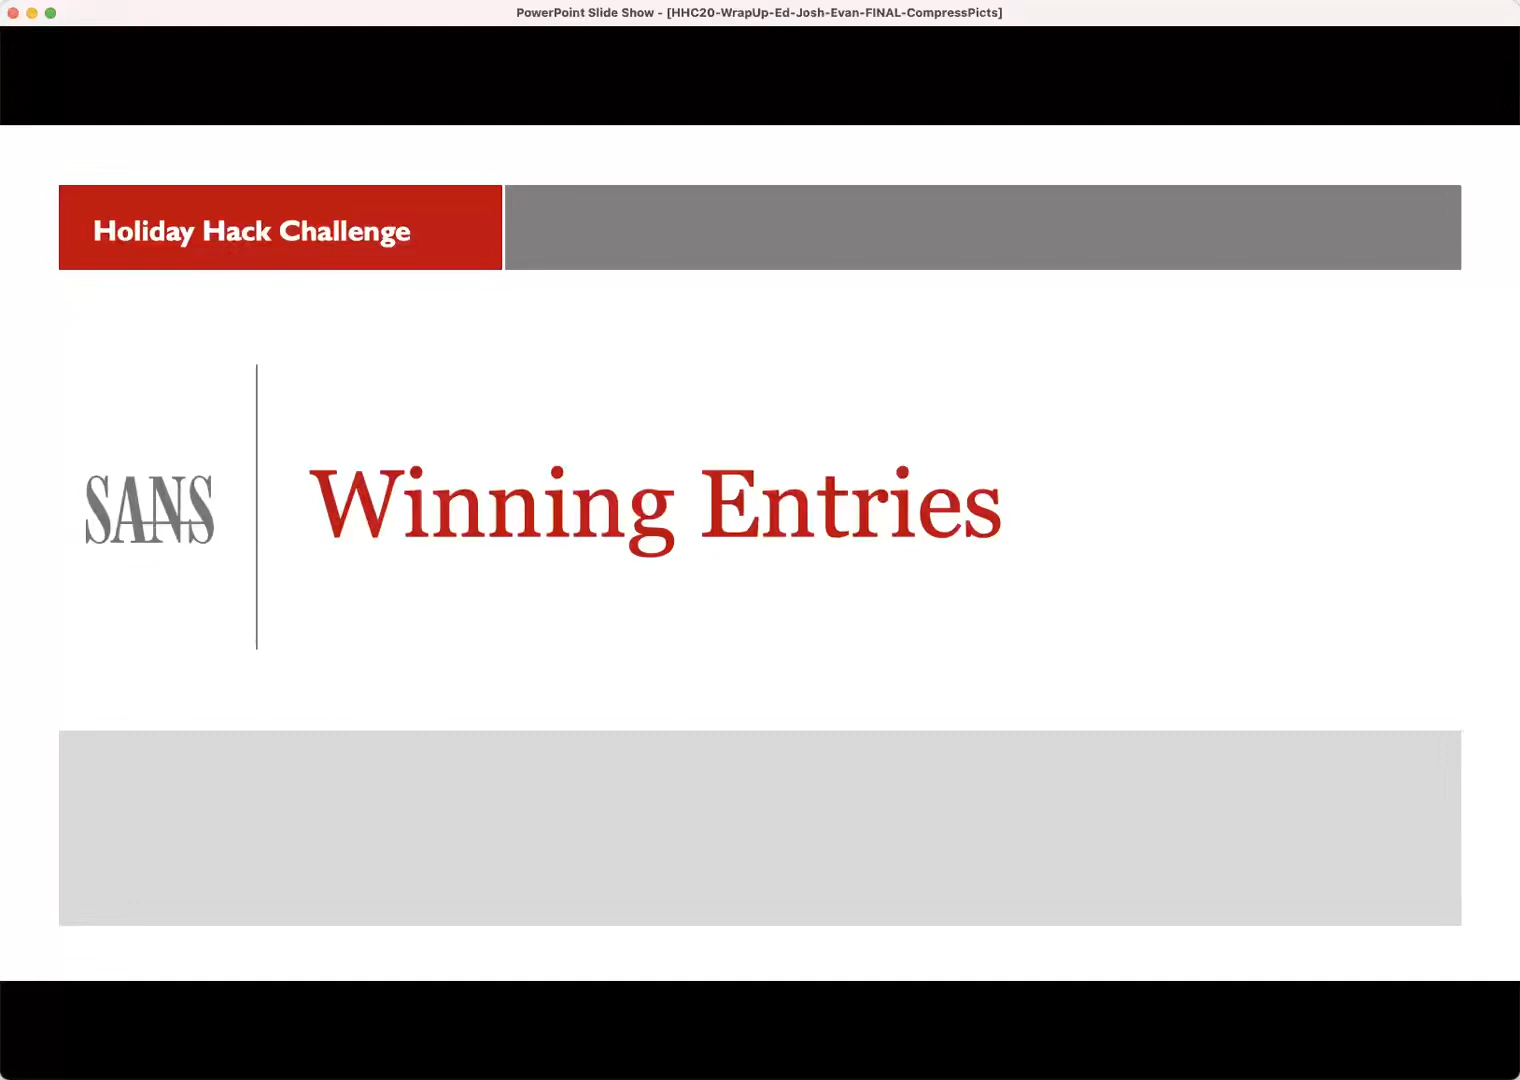 PowerPoint Slide Show - [HHC20-WrapUp-Ed-Josh-Evan-FINAL-CompressPicts]
Holiday Hack Challenge
SANS
Winning Entries